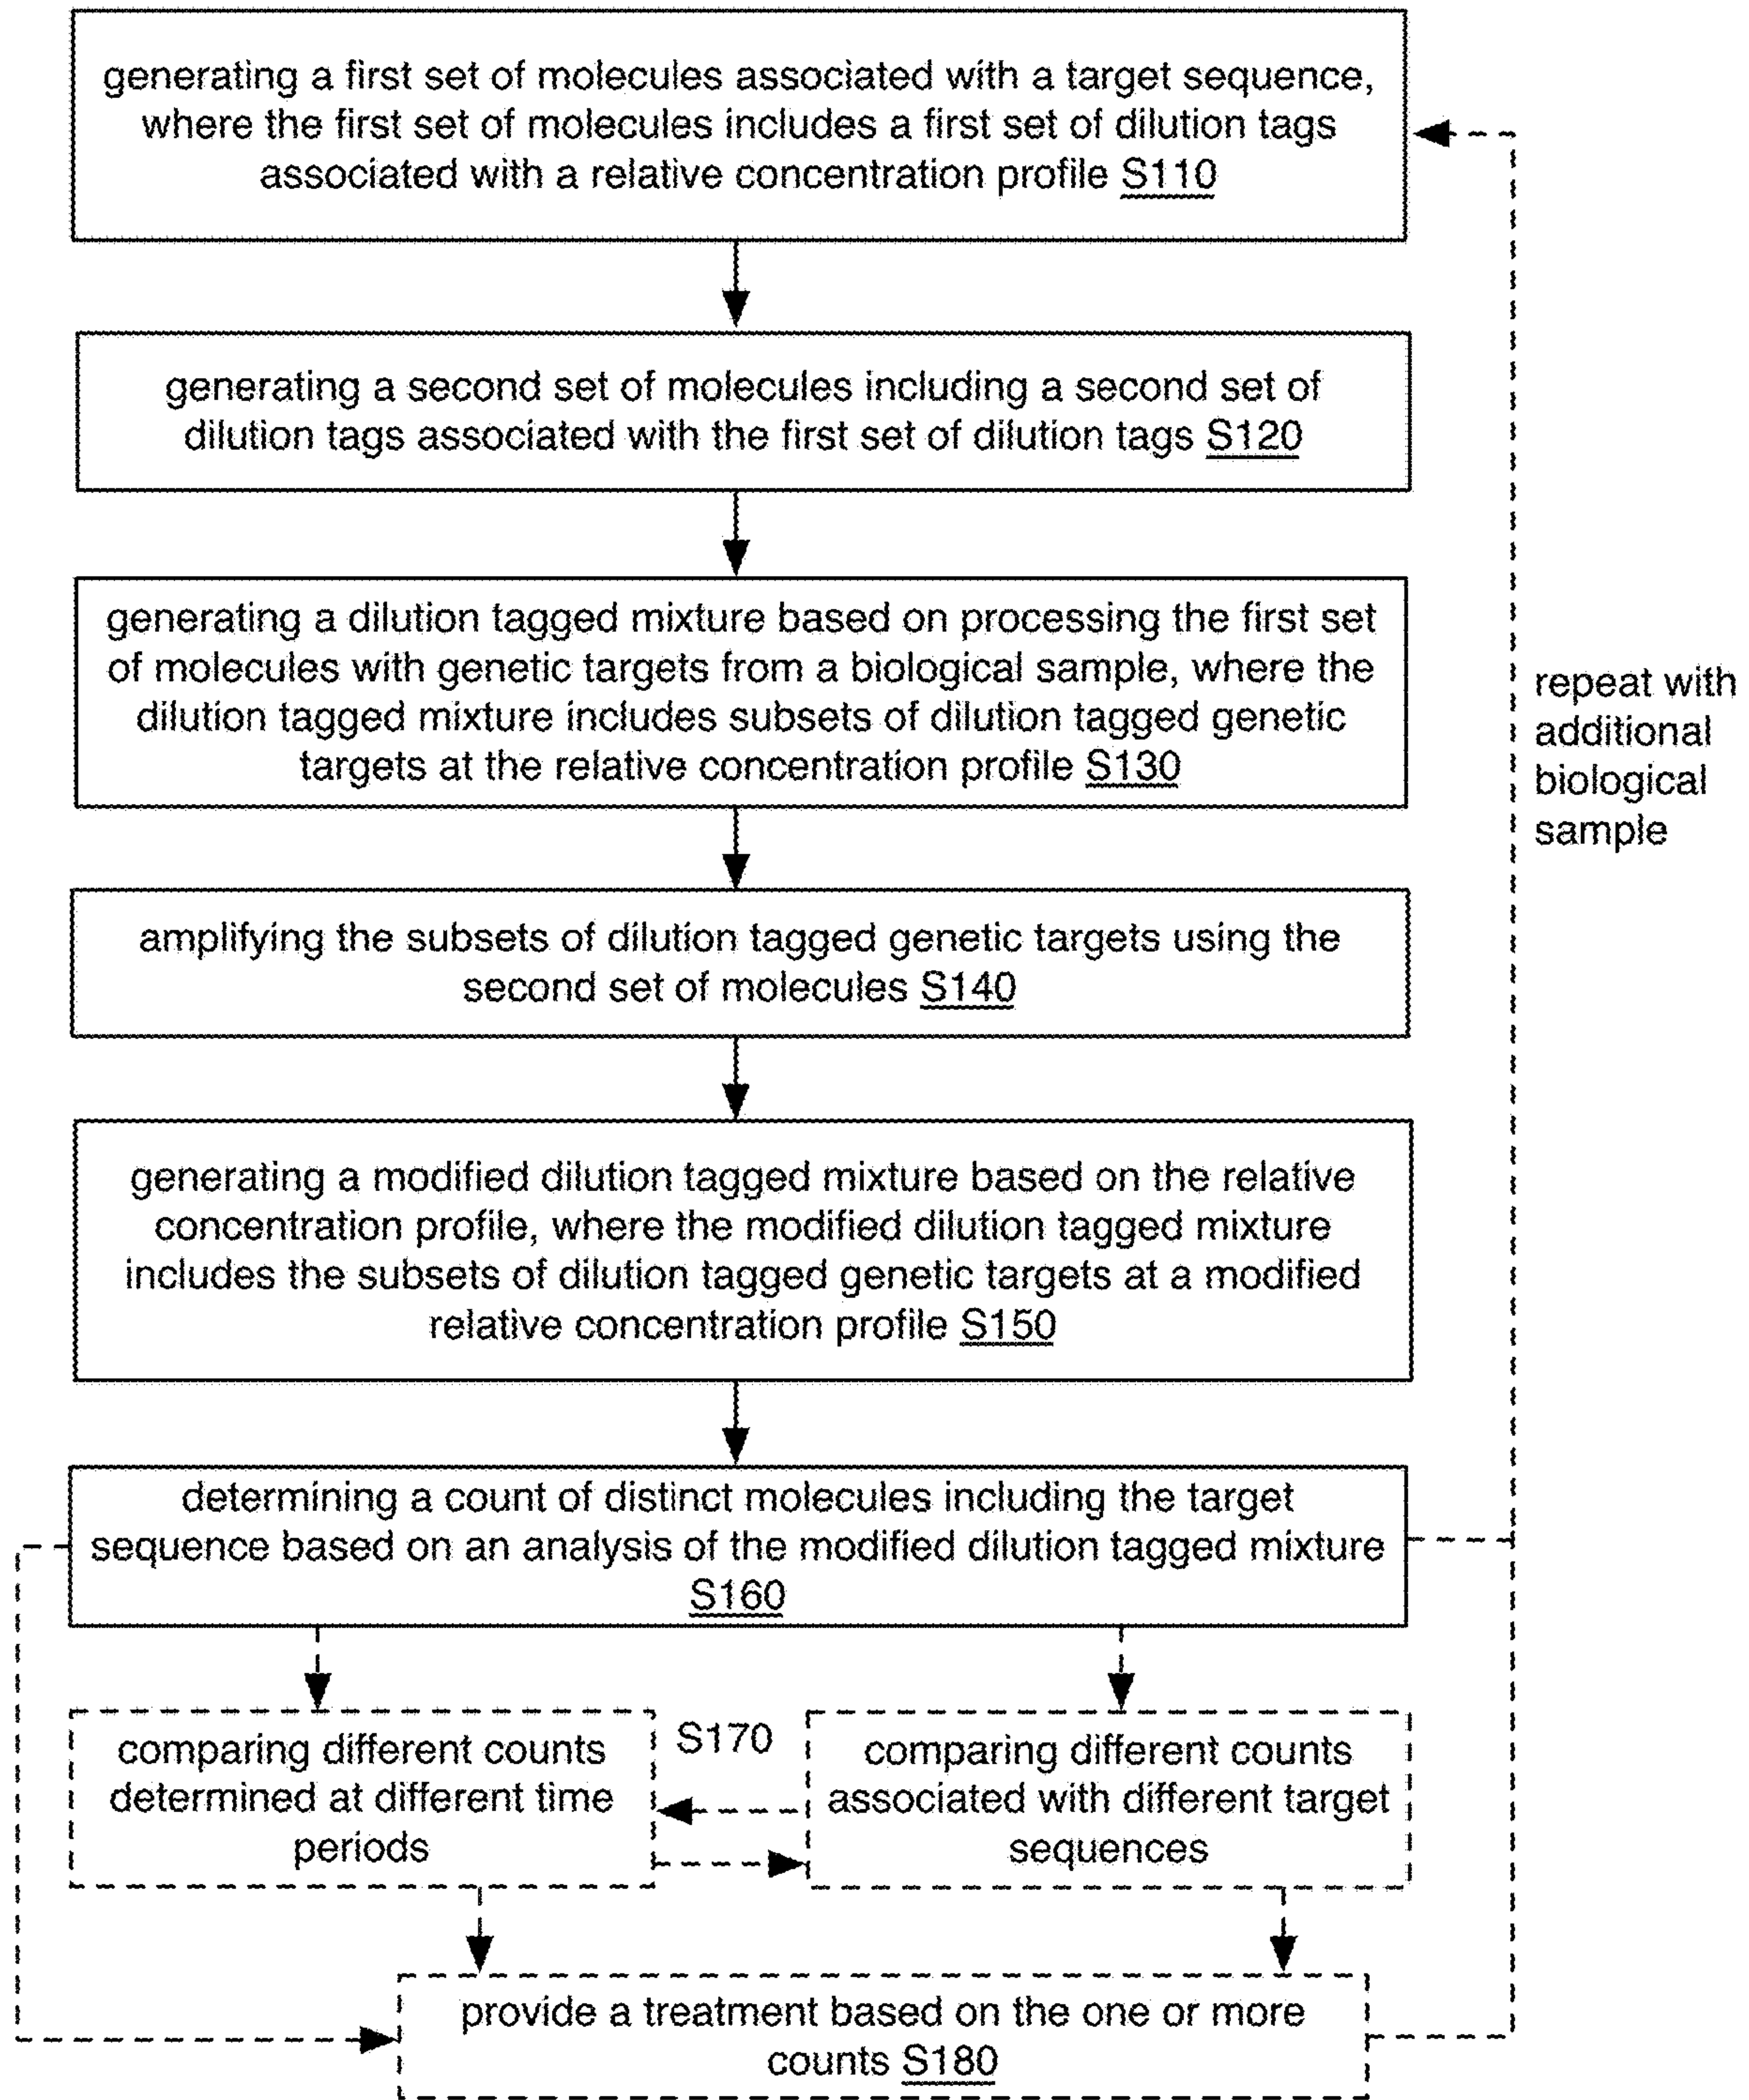 generating a first set of molecules associated with a target sequence,
where the first set of molecules includes a first set of dilution tags
associated with a relative concentration profile S110
generating a second set of molecules including a second set of
dilution tags associated with the first set of dilution tags S120
generating a dilution tagged mixture based on processing the first set
of molecules with genetic targets from a biological sample, where the
dilution tagged mixture includes subsets of dilution tagged genetic
targets at the relative concentration profile S130
repeat with
additional
biological
sample
amplifying the subsets of dilution tagged genetic targets using the
second set of molecules S140
generating a modified dilution tagged mixture based on the relative
concentration profile, where the modified dilution tagged mixture
includes the subsets of dilution tagged genetic targets at a modified
relative concentration profile S150
determining a count of distinct molecules including the target
sequence based on an analysis of the modified dilution tagged mixture
S160
comparing different counts
determined at different time
periods
S170
comparing different counts
associated with different target
sequences
provide a treatment based on the one or more
counts S180